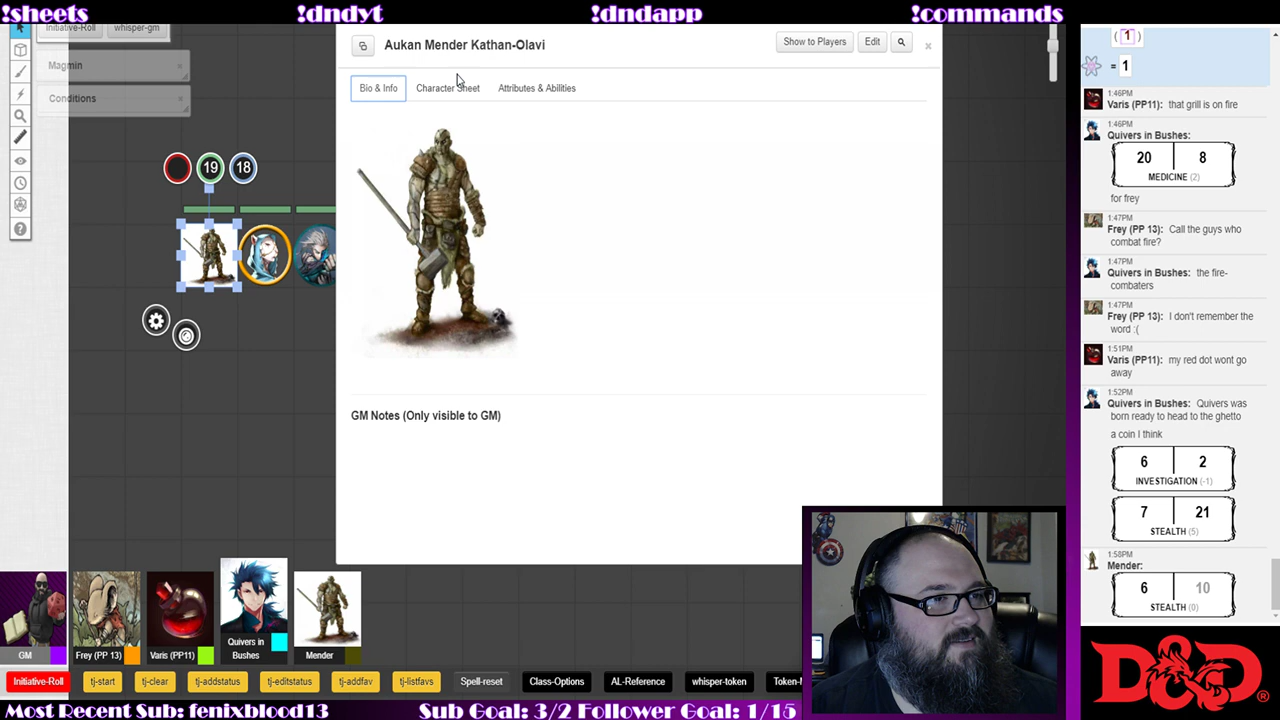 !sheets
!dndyt
!dndapp
!commands
Initiative-Roll
whisper-gm
Magmin
Conditions
19
18
Aukan Mender Kathan-Olavi
Show to Players
Edit
Bio & Info
Character Sheet
Attributes & Abilities
GM Notes (Only visible to GM)
( 1 )
= 1
1:46PM
Varis (PP11): that grill is on fire
1:46PM
Quivers in Bushes:
20 8
MEDICINE (2)
for frey
1:47PM
Frey (PP 13): Call the guys who
combat fire?
1:47PM
Quivers in Bushes: the fire-
combaters
1:47PM
Frey (PP 13): I don't remember the
word :(
1:51PM
Varis (PP11): my red dot wont go
away
1:52PM
Quivers in Bushes: Quivers was
born ready to head to the ghetto
a coin I think
6 2
INVESTIGATION (-1)
7 21
STEALTH (5)
1:58PM
Mender:
6 10
STEALTH (0)
GM
Frey (PP 13)
Varis (PP11)
Quivers in
Bushes
Mender
Initiative-Roll
tj-start
tj-clear
tj-addstatus
tj-editstatus
tj-addfav
tj-listfavs
Spell-reset
Class-Options
AL-Reference
whisper-token
Token-
D&D
Most Recent Sub: fenixblood13
Sub Goal: 3/2 Follower Goal: 1/15